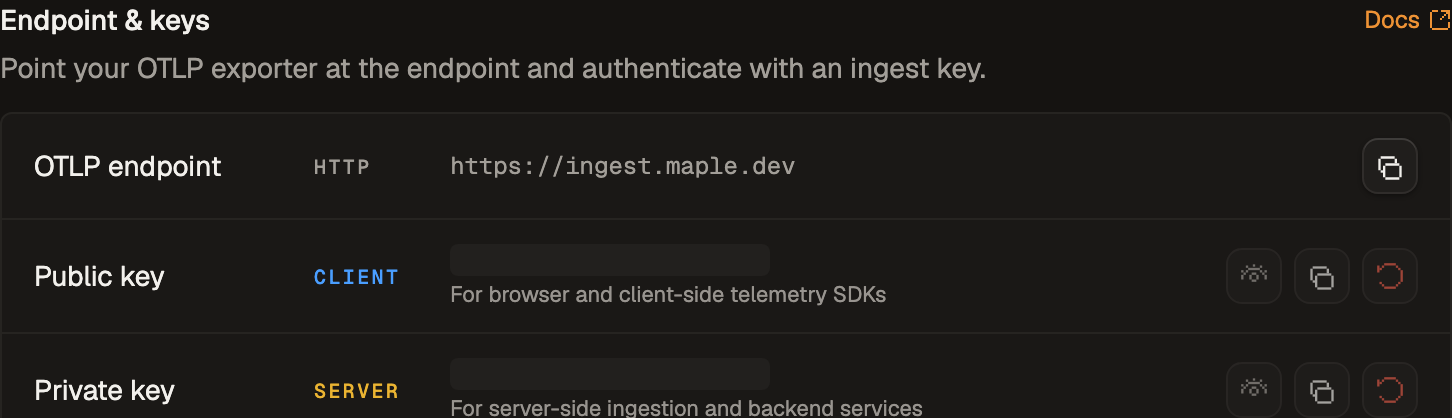 Endpoint & keys
Docs
Point your OTLP exporter at the endpoint and authenticate with an ingest key.
OTLP endpoint HTTP https://ingest.maple.dev
Public key CLIENT
For browser and client-side telemetry SDKs
Private key SERVER
For server-side ingestion and backend services